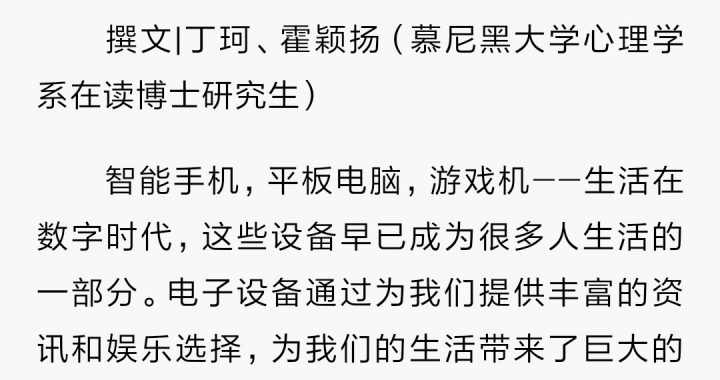 撰文|丁珂、霍颖扬（慕尼黑大学心理学
系在读博士研究生）
智能手机，平板电脑，游戏机——生活在
数字时代，这些设备早已成为很多人生活的
一部分。电子设备通过为我们提供丰富的资
讯和娱乐选择，为我们的生活带来了巨大的